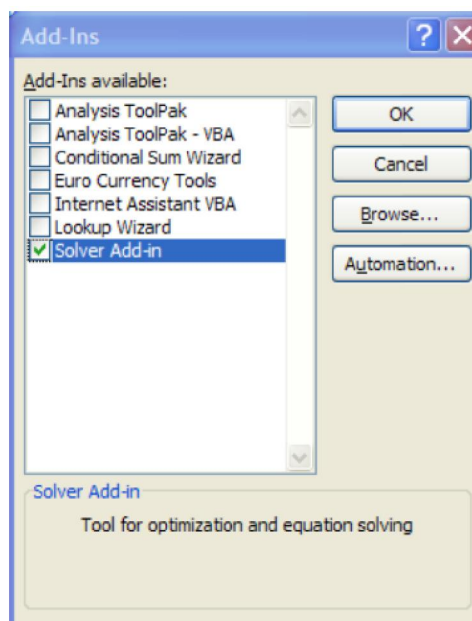 Add-Ins
Add-Ins available:
Analysis ToolPak
Analysis ToolPak - VBA
Conditional Sum Wizard
Euro Currency Tools
Internet Assistant VBA
Lookup Wizard
Solver Add-in
OK
Cancel
Browse...
Automation...
Solver Add-in
Tool for optimization and equation solving